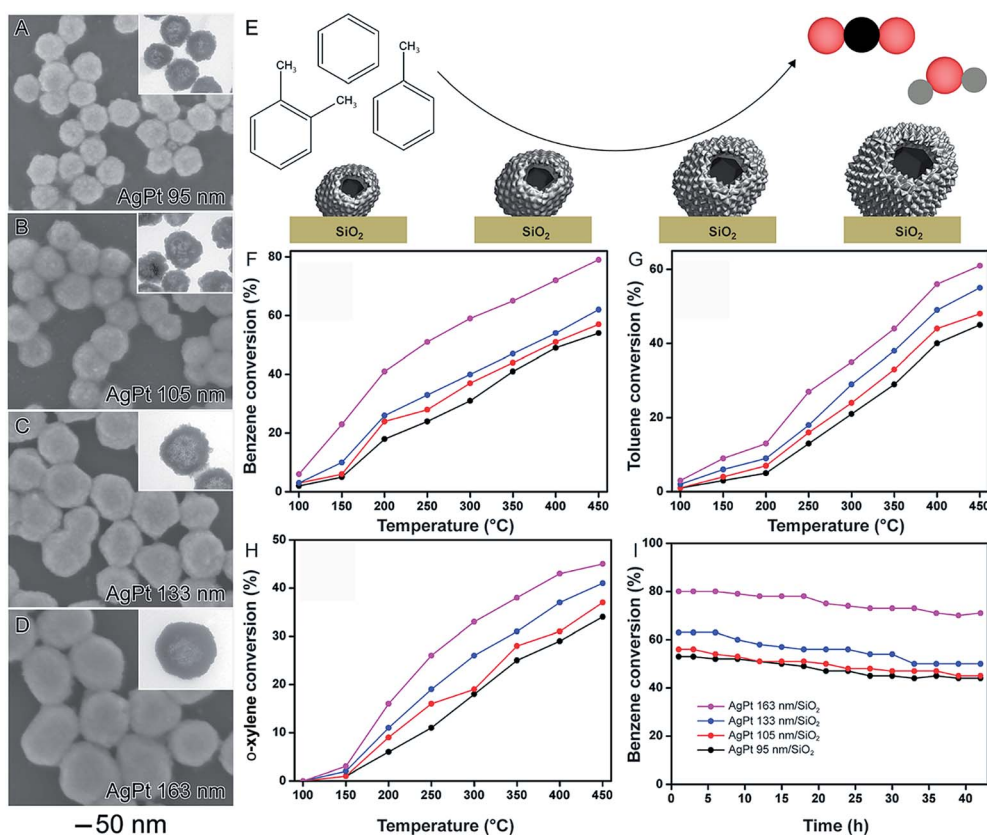 A
AgPt 95 nm
B
AgPt 105 nm
C
AgPt 133 nm
D
AgPt 163 nm
50 nm
E
CH₃
CH₃
CH₃
SiO₂
SiO₂
SiO₂
SiO₂
F
Benzene conversion (%)
80
60
40
20
0
100 150 200 250 300 350 400 450
Temperature (°C)
G
Toluene conversion (%)
60
40
20
0
100 150 200 250 300 350 400 450
Temperature (°C)
H
o-xylene conversion (%)
50
40
30
20
10
0
100 150 200 250 300 350 400 450
Temperature (°C)
I
Benzene conversion (%)
100
80
60
40
20
0
AgPt 163 nm/SiO₂
AgPt 133 nm/SiO₂
AgPt 105 nm/SiO₂
AgPt 95 nm/SiO₂
0 5 10 15 20 25 30 35 40
Time (h)